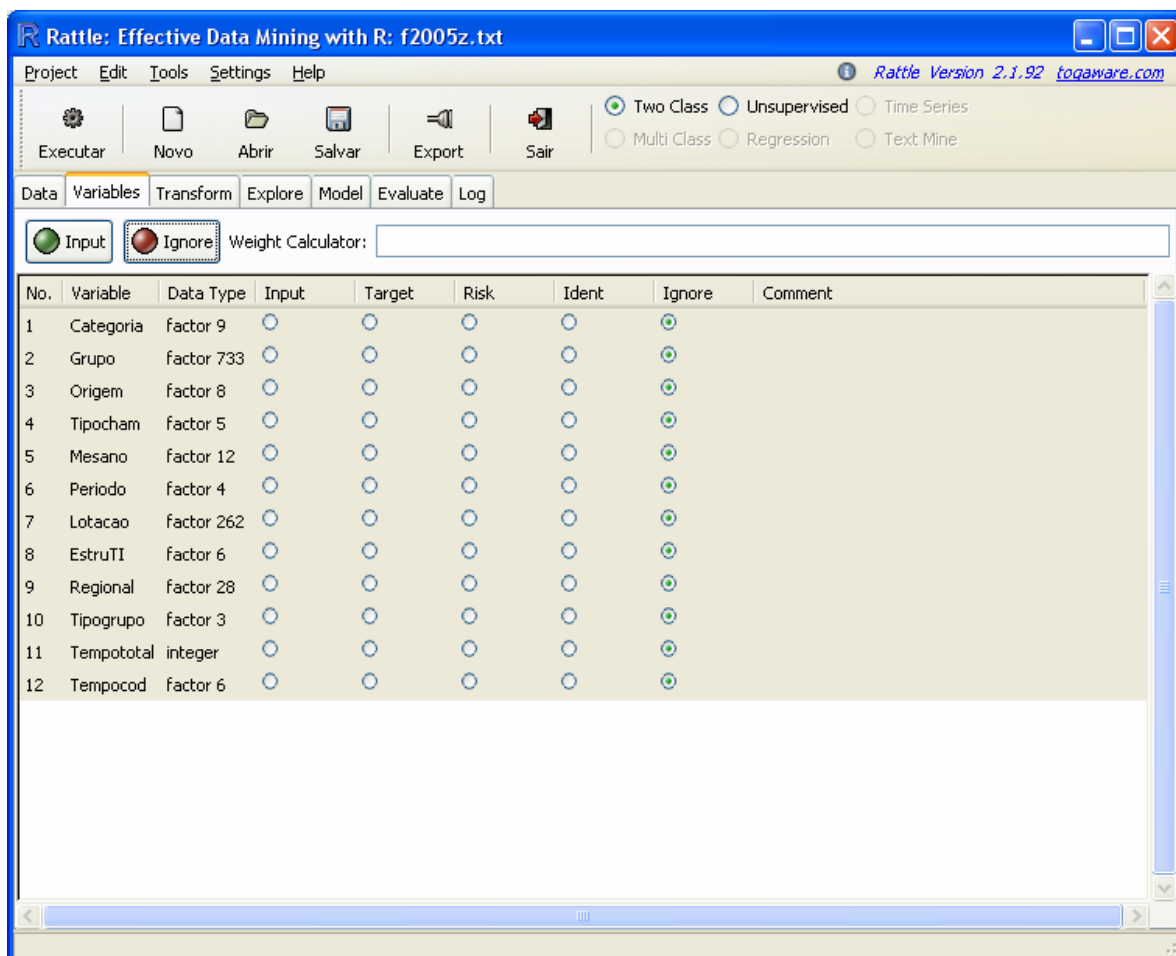 Rattle: Effective Data Mining with R: f2005z.txt
Project Edit Tools Settings Help Rattle Version 2.1.92 togaware.com
Executar Novo Abrir Salvar Export Sair
Two Class Unsupervised Time Series
Multi Class Regression Text Mine
Data Variables Transform Explore Model Evaluate Log
Input Ignore Weight Calculator:
No. Variable Data Type Input Target Risk Ident Ignore Comment
1 Categoria factor 9
2 Grupo factor 733
3 Origem factor 8
4 Tipocham factor 5
5 Mesano factor 12
6 Periodo factor 4
7 Lotacao factor 262
8 EstruTI factor 6
9 Regional factor 28
10 Tipogrupo factor 3
11 Tempototal integer
12 Tempocod factor 6